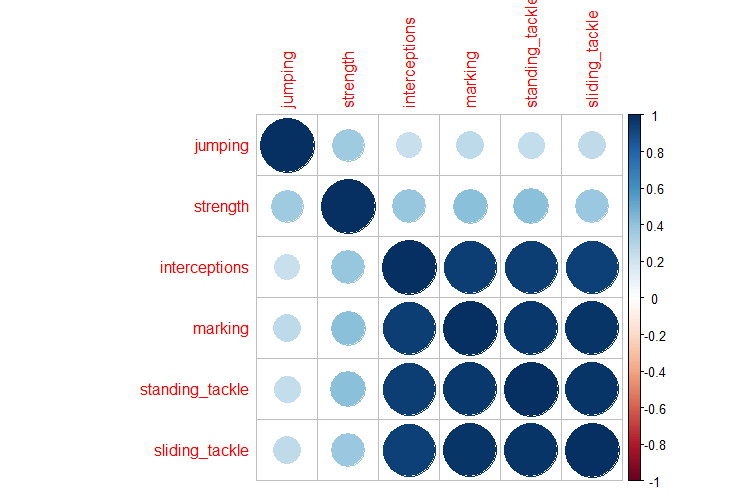 jumping
strength
interceptions
marking
standing_tackle
sliding_tackle
jumping
strength
interceptions
marking
standing_tackle
sliding_tackle
1
0.8
0.6
0.4
0.2
0
-0.2
-0.4
-0.6
-0.8
-1